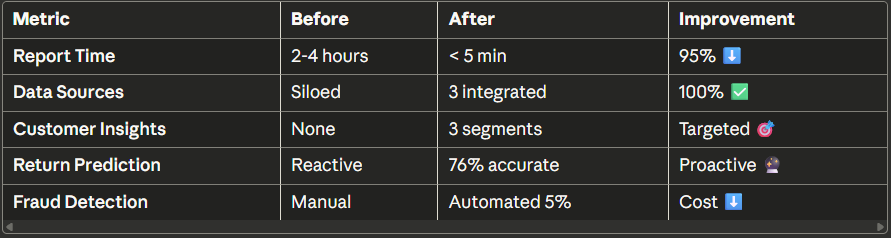 Metric Before After Improvement
Report Time 2-4 hours < 5 min 95% ⬇️
Data Sources Siloed 3 integrated 100% ✅
Customer Insights None 3 segments Targeted 🎯
Return Prediction Reactive 76% accurate Proactive 🔮
Fraud Detection Manual Automated 5% Cost ⬇️